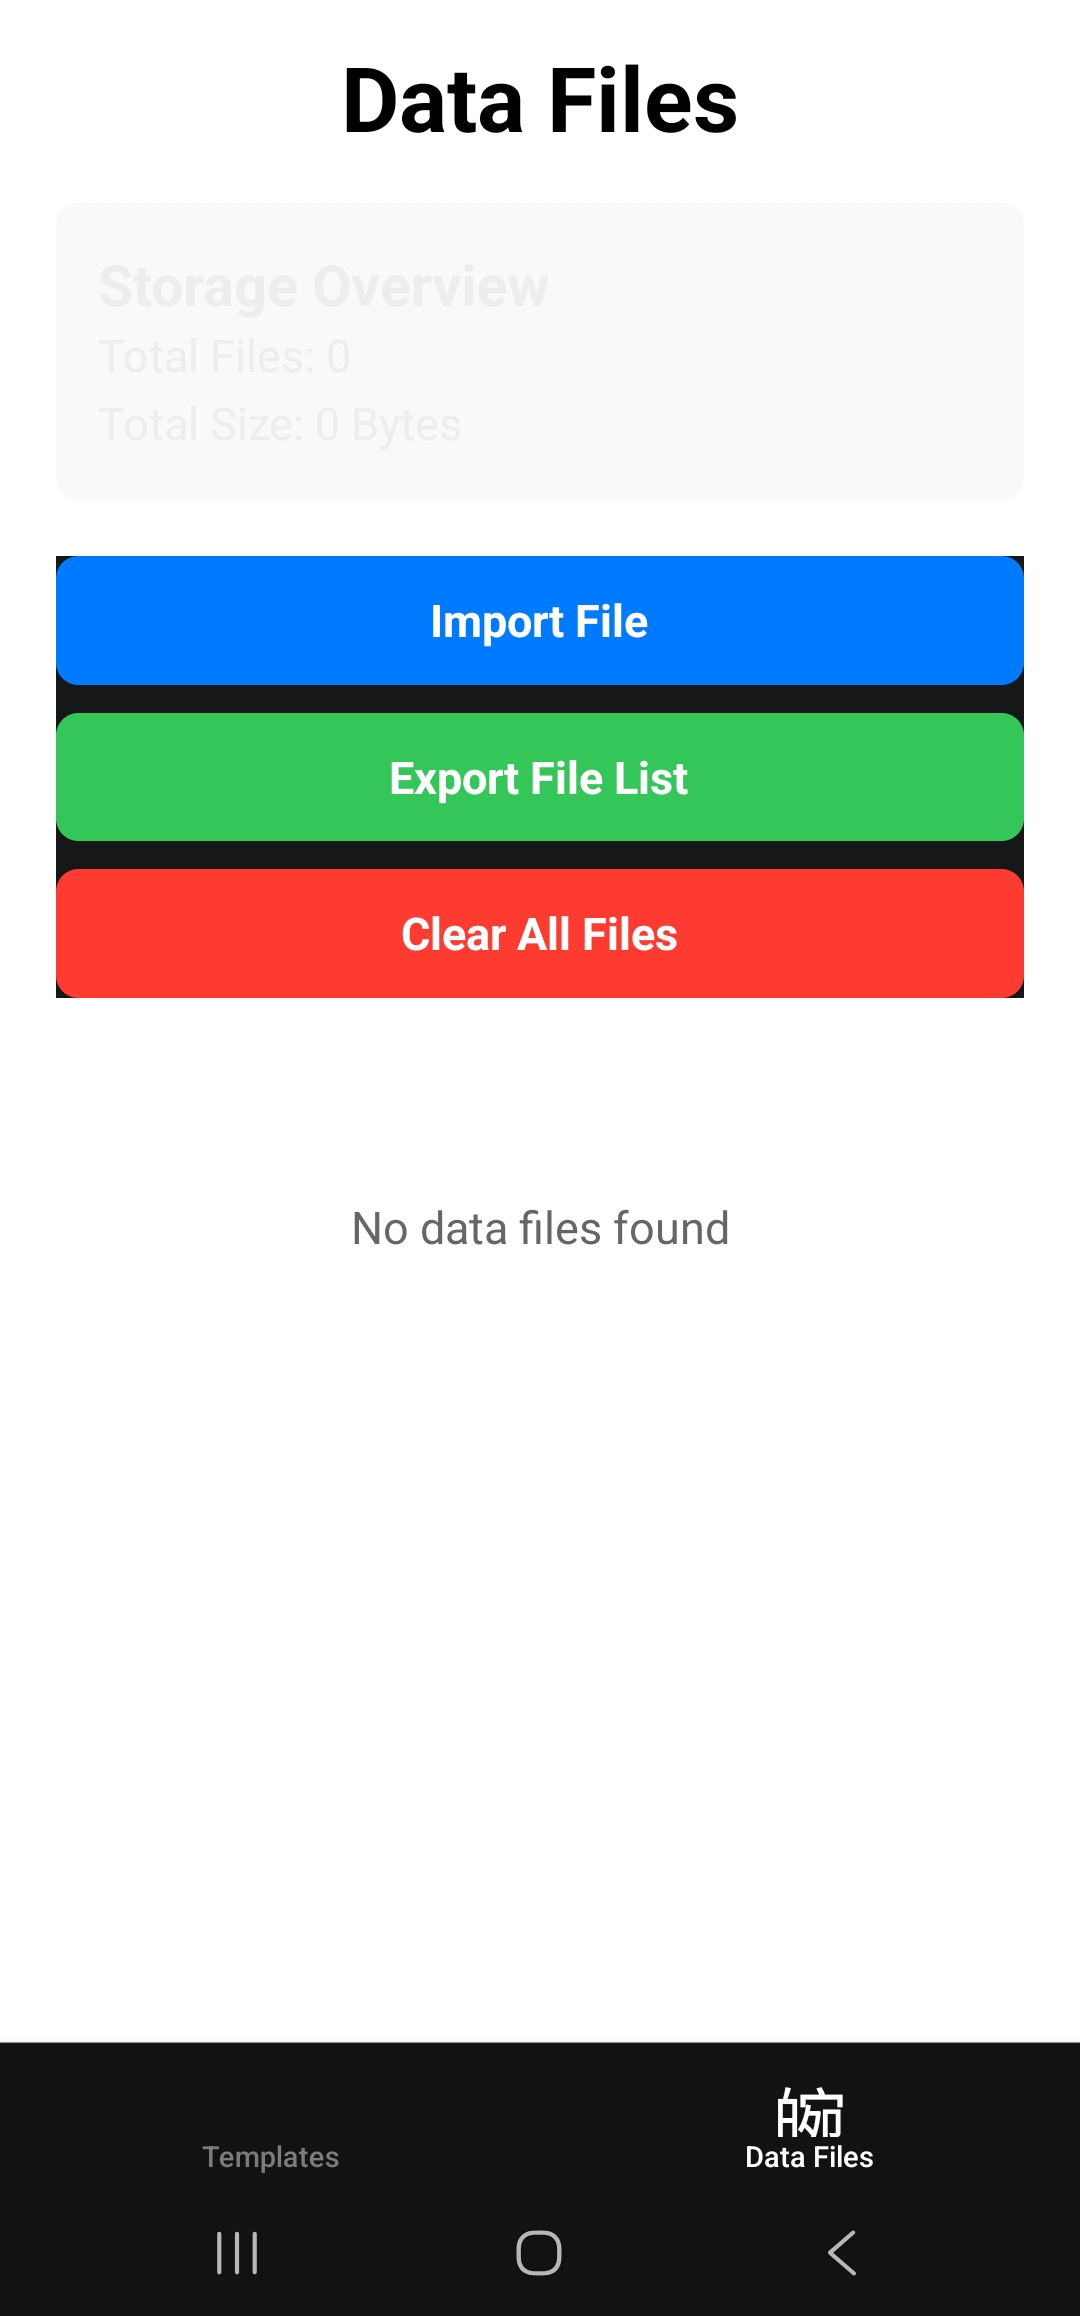 Data Files
Storage Overview
Total Files: 0
Total Size: 0 Bytes
Import File
Export File List
Clear All Files
No data files found
Templates
Data Files